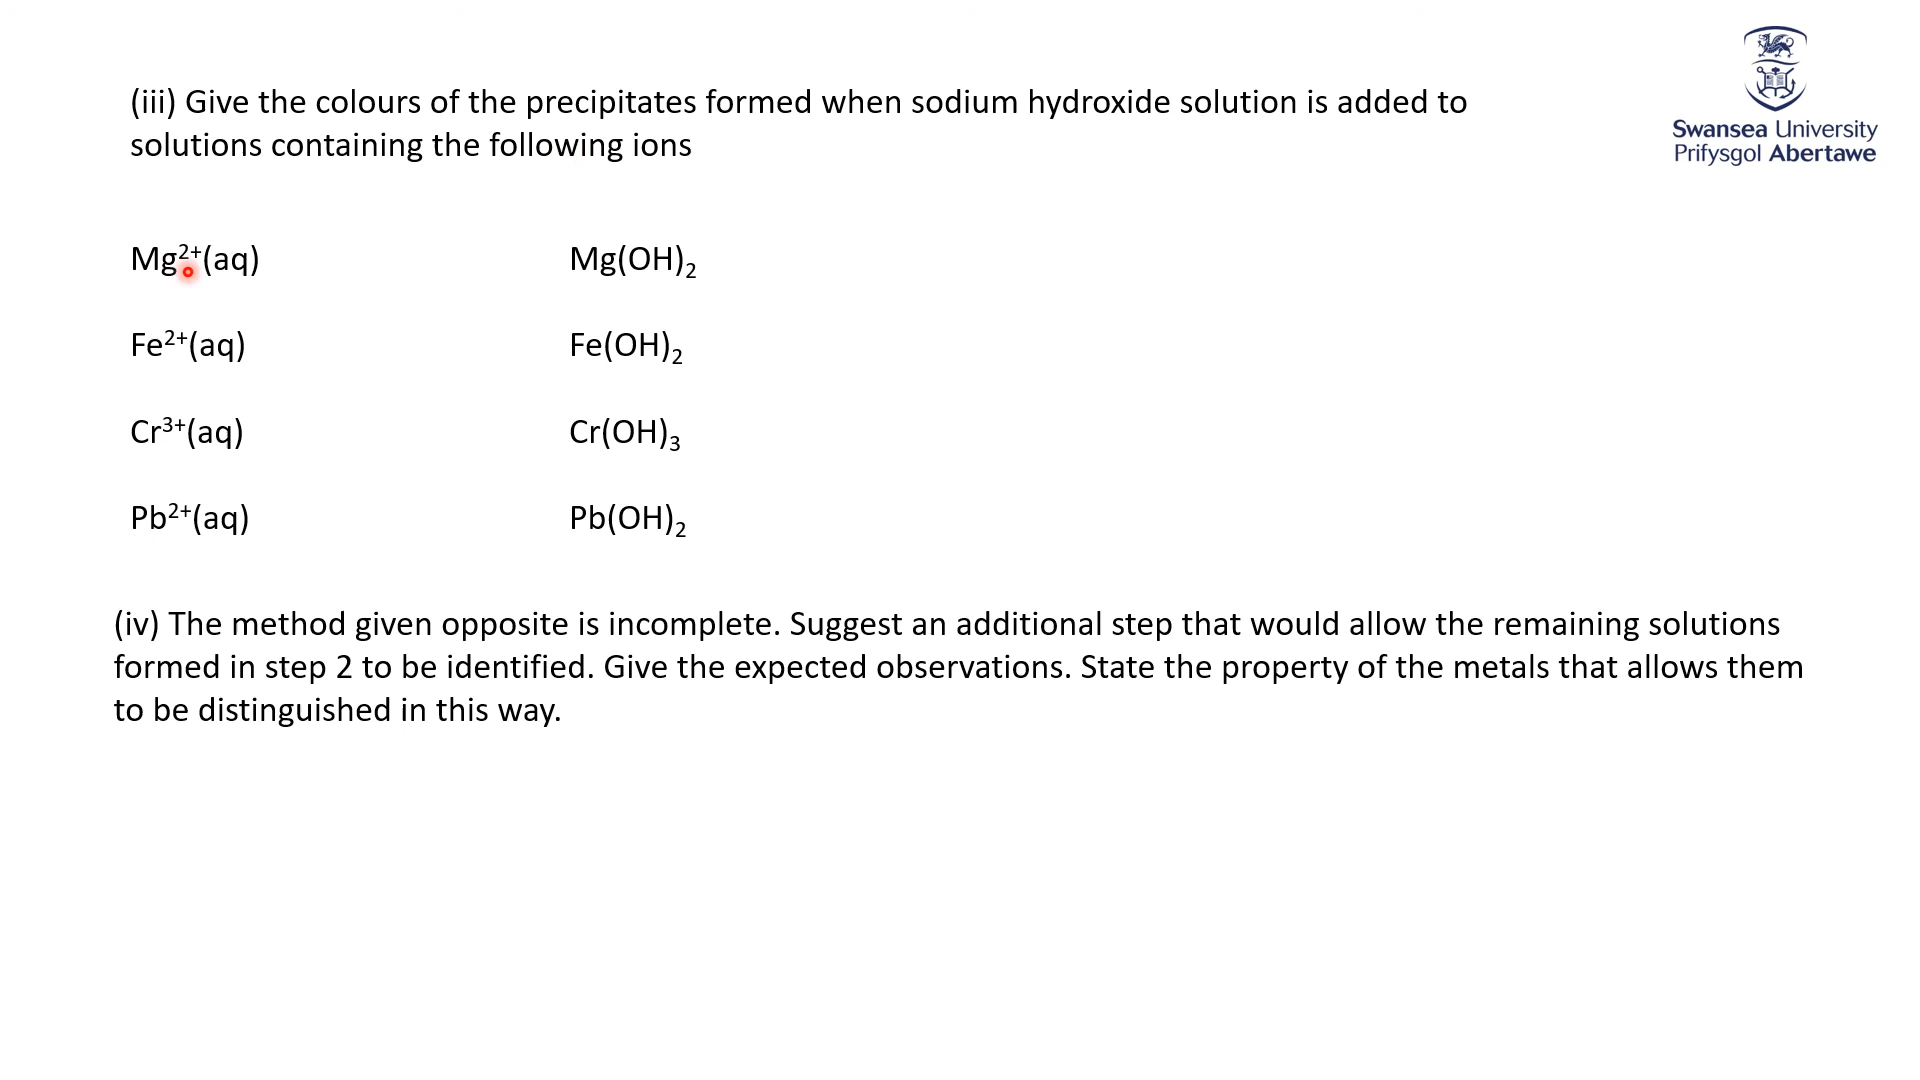 Swansea University
Prifysgol Abertawe
(iii) Give the colours of the precipitates formed when sodium hydroxide solution is added to
solutions containing the following ions
Mg²⁺(aq) Mg(OH)₂
Fe²⁺(aq) Fe(OH)₂
Cr³⁺(aq) Cr(OH)₃
Pb²⁺(aq) Pb(OH)₂
(iv) The method given opposite is incomplete. Suggest an additional step that would allow the remaining solutions
formed in step 2 to be identified. Give the expected observations. State the property of the metals that allows them
to be distinguished in this way.